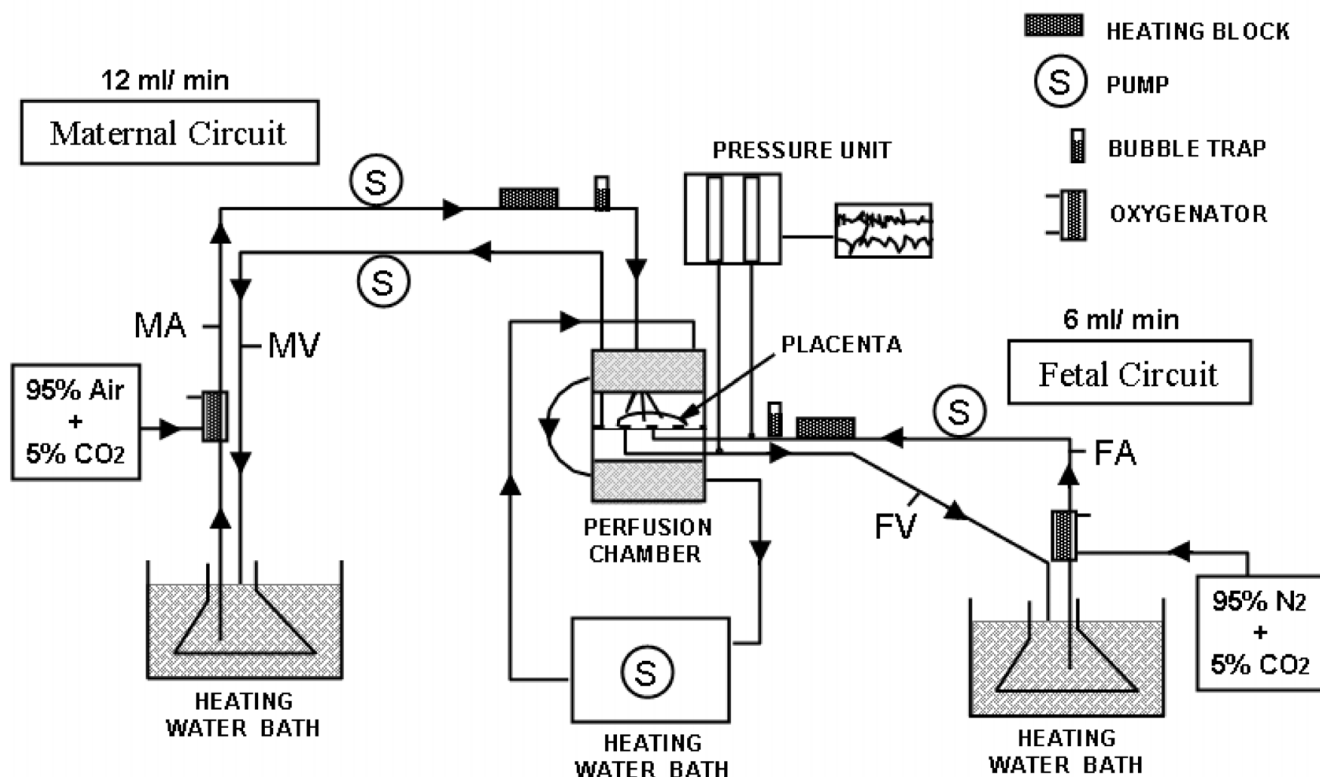 HEATING BLOCK
S
PUMP
BUBBLE TRAP
OXYGENATOR
12 ml/ min
Maternal Circuit
PRESSURE UNIT
S
S
MA
MV
95% Air
+
5% CO2
PLACENTA
6 ml/ min
Fetal Circuit
S
FA
FV
PERFUSION
CHAMBER
95% N2
+
5% CO2
S
HEATING
WATER BATH
HEATING
WATER BATH
HEATING
WATER BATH